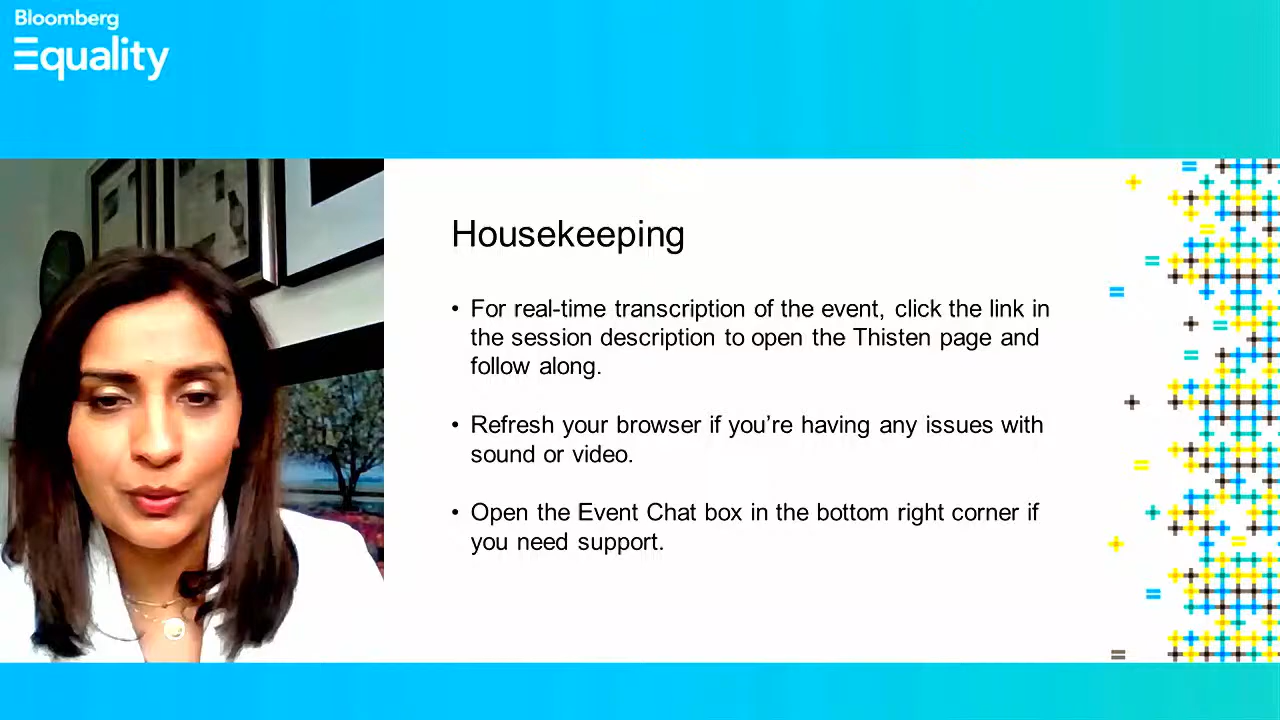 Bloomberg
Equality
Housekeeping
• For real-time transcription of the event, click the link in
the session description to open the Thisten page and
follow along.
• Refresh your browser if you’re having any issues with
sound or video.
• Open the Event Chat box in the bottom right corner if
you need support.